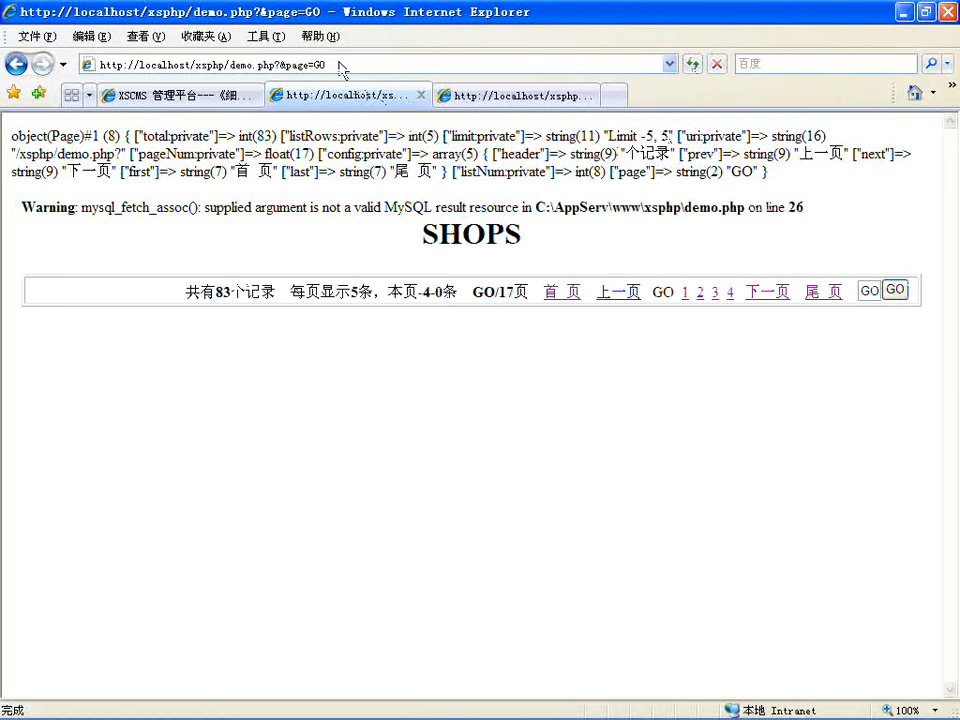 http://localhost/xsphp/demo.php?&page=GO - Windows Internet Explorer
文件(F) 编辑(E) 查看(V) 收藏夹(A) 工具(T) 帮助(H)
http://localhost/xsphp/demo.php?&page=GO 百度
XSCMS 管理平台---《细... http://localhost/xs... http://localhost/xsphp...
object(Page)#1 (8) { ["total:private"]=> int(83) ["listRows:private"]=> int(5) ["limit:private"]=> string(11) "Limit -5, 5" ["uri:private"]=> string(16)
"/xsphp/demo.php?" ["pageNum:private"]=> float(17) ["config:private"]=> array(5) { ["header"]=> string(9) "个记录" ["prev"]=> string(9) "上一页" ["next"]=>
string(9) "下一页" ["first"]=> string(7) "首 页" ["last"]=> string(7) "尾 页" } ["listNum:private"]=> int(8) ["page"]=> string(2) "GO" }
Warning: mysql_fetch_assoc(): supplied argument is not a valid MySQL result resource in C:\AppServ\www\xsphp\demo.php on line 26
SHOPS
共有83个记录 每页显示5条，本页-4-0条 GO/17页 首 页 上一页 GO 1 2 3 4 下一页 尾 页 GO GO
完成 本地 Intranet 100%